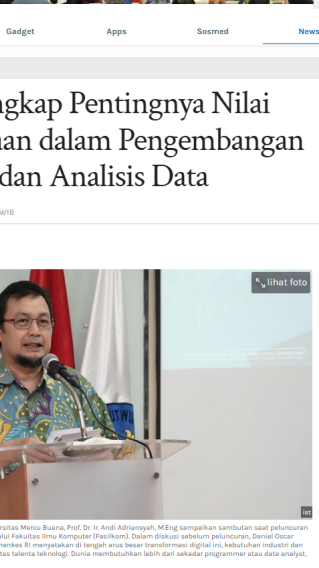 Gadget Apps Sosmed News
ngkap Pentingnya Nilai
an dalam Pengembangan
dan Analisis Data
WIB
lihat foto
ist
rsitas Mercu Buana, Prof. Dr. Ir. Andi Adriansyah, M.Eng sampaikan sambutan saat peluncuran
lui Fakultas Ilmu Komputer (Fasilkom). Dalam diskusi sebelum peluncuran, Daniel Oscar
menkes RI menyatakan di tengah arus besar transformasi digital ini, kebutuhan industri dan
tas talenta teknologi. Dunia membutuhkan lebih dari sekadar programmer atau data analyst,